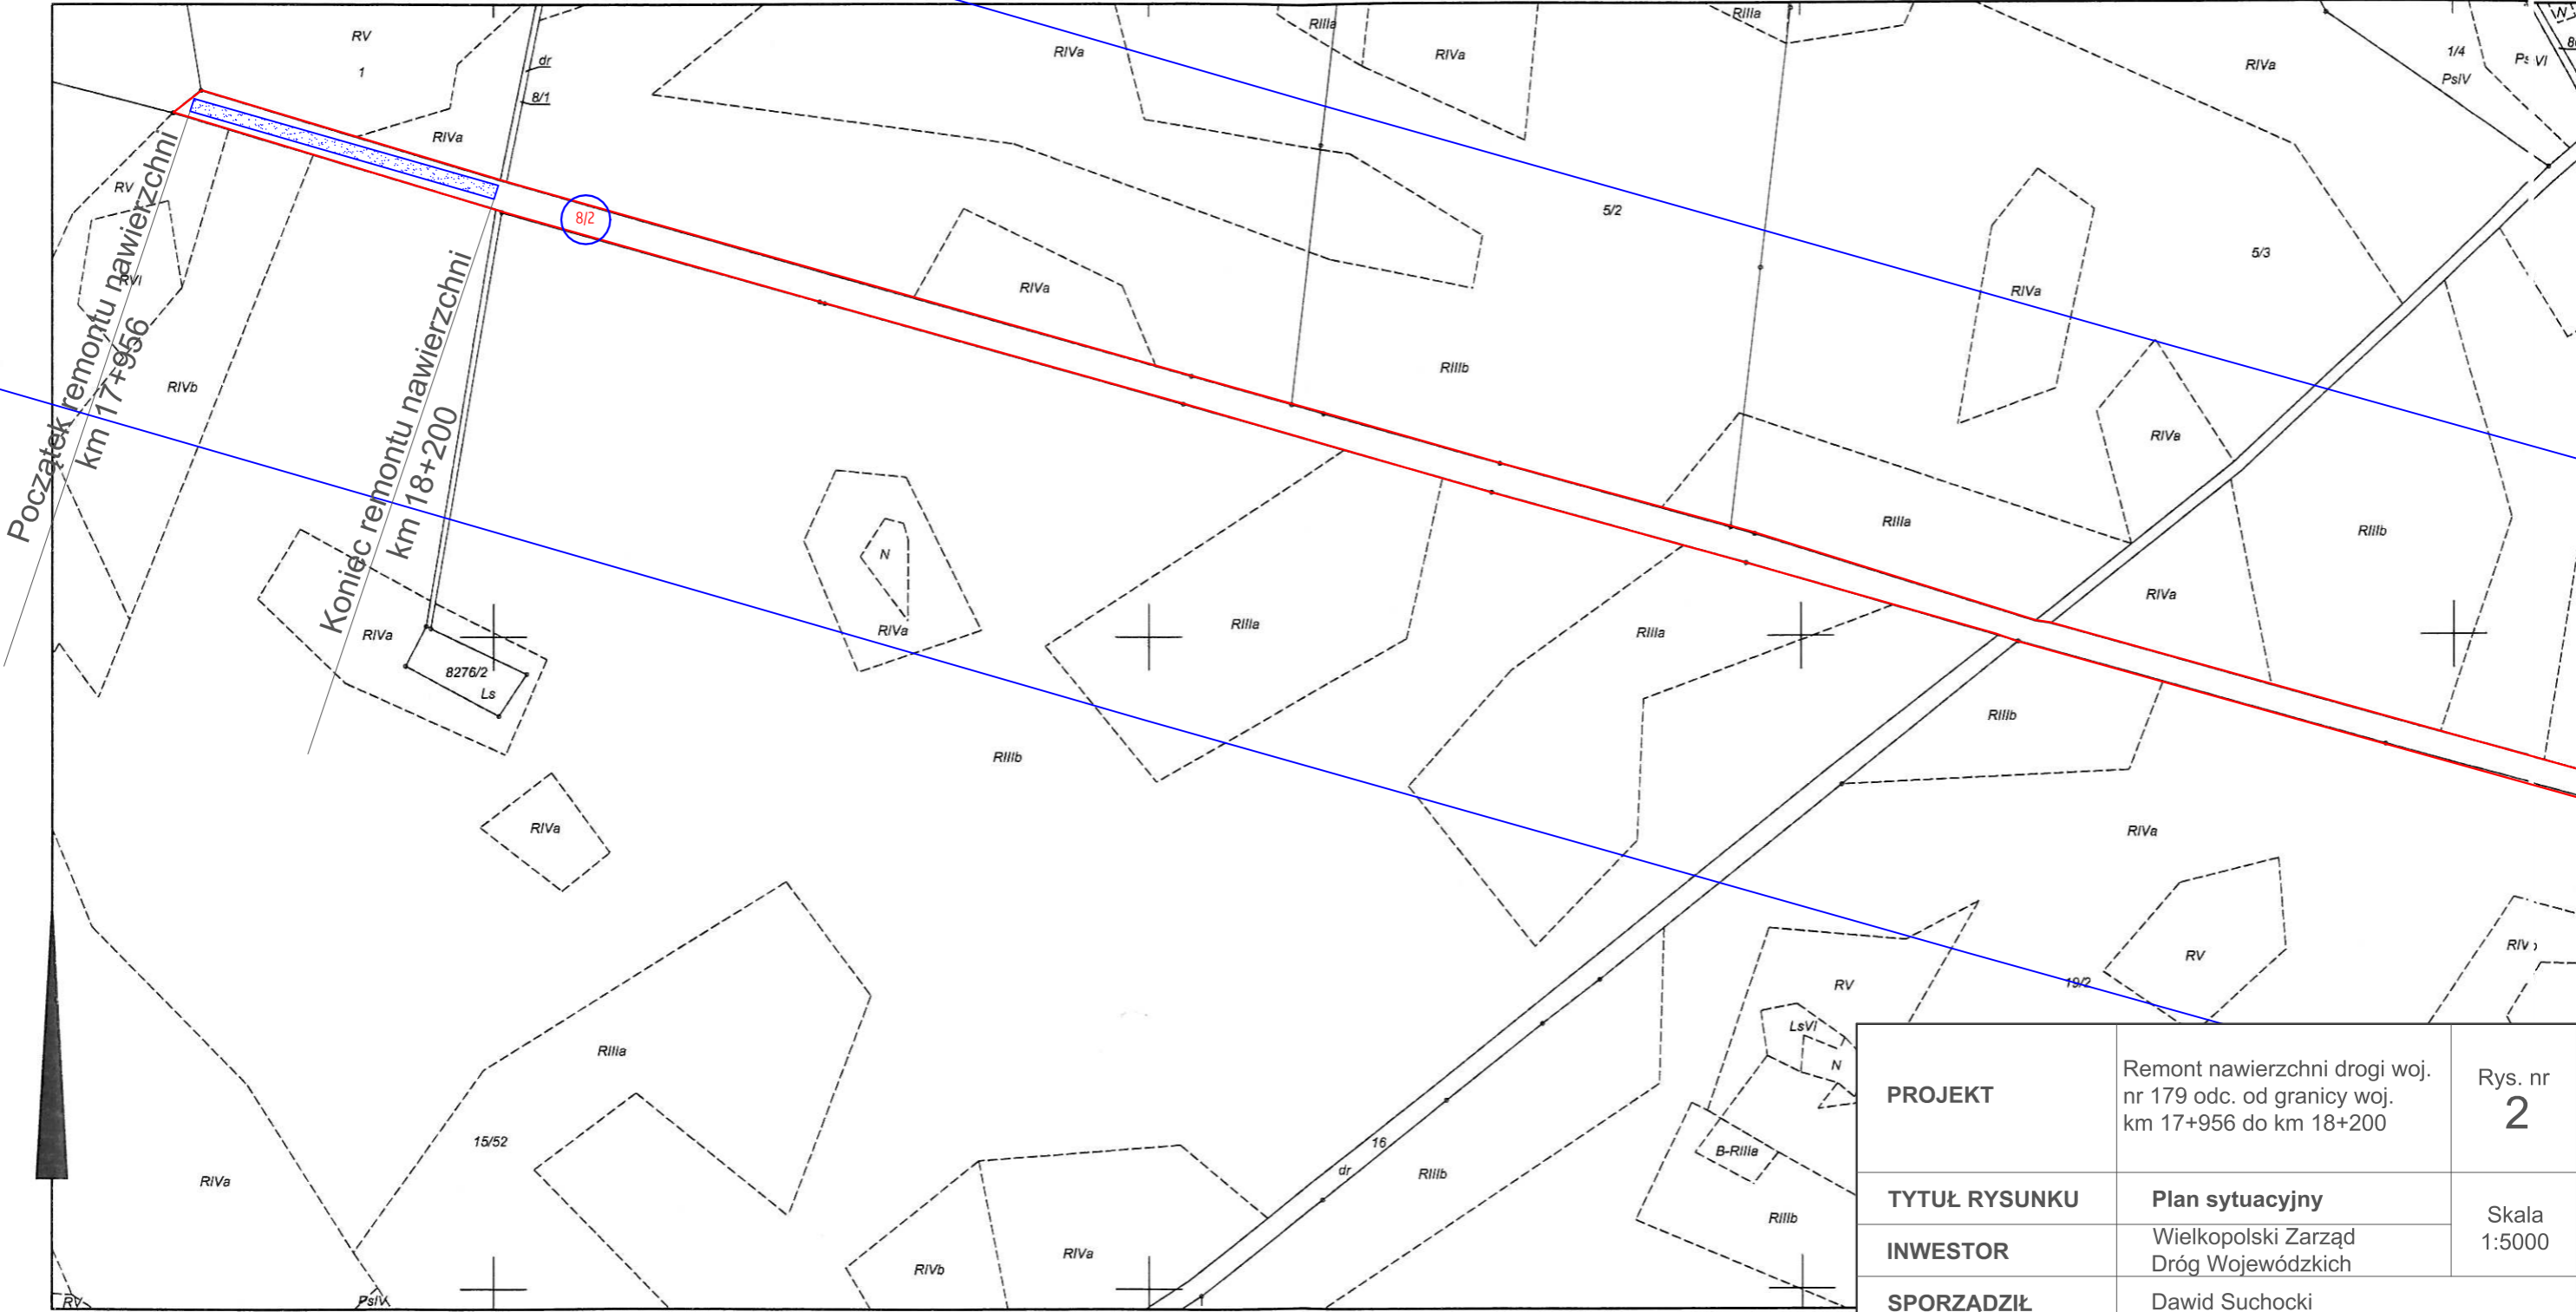 RV
1
dr
8/1
RIVa
RIVa
RIIIa
RIVa
RIIIa
RIVa
1/4
PsIV
PsVI
N
RV
RVI
RIVb
8/2
RIVa
5/2
5/3
RIVa
RIIIb
RIVa
RIIIa
RIIIb
RIVa
Początek remontu nawierzchni
km 17+956
Koniec remontu nawierzchni
km 18+200
RIVa
8276/2
Ls
N
RIVa
RIIIa
RIIIa
RIIIb
RIIIb
RIVa
RIVa
RV
RV
19/2
LsVI
N
B-RIIIa
RIIIb
RIIIa
15/52
RIVa
RIVb
RIVa
16
dr
RIIIb
RV
PsIV
PROJEKT
Remont nawierzchni drogi woj.
nr 179 odc. od granicy woj.
km 17+956 do km 18+200
Rys. nr
2
TYTUŁ RYSUNKU
Plan sytuacyjny
Skala
1:5000
INWESTOR
Wielkopolski Zarząd
Dróg Wojewódzkich
SPORZĄDZIŁ
Dawid Suchocki